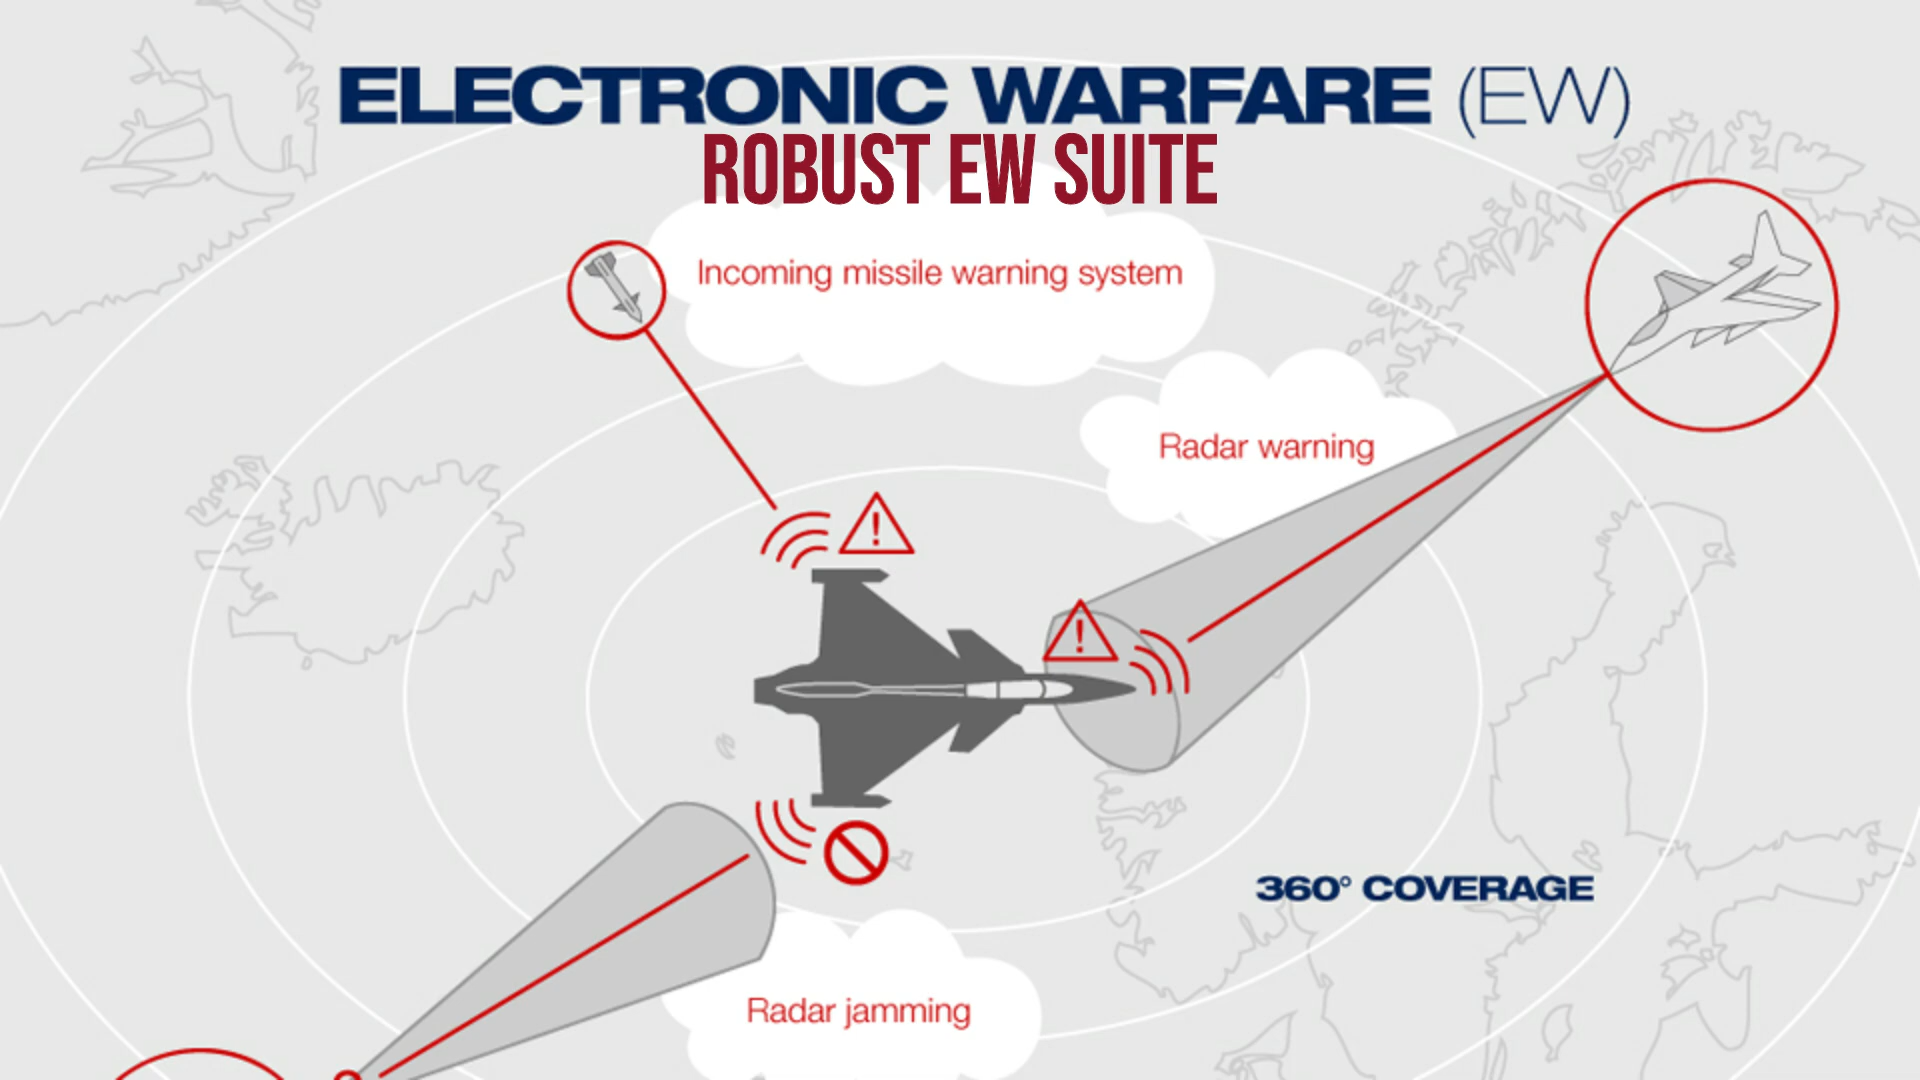 ELECTRONIC WARFARE (EW)
ROBUST EW SUITE
Incoming missile warning system
Radar warning
360° COVERAGE
Radar jamming